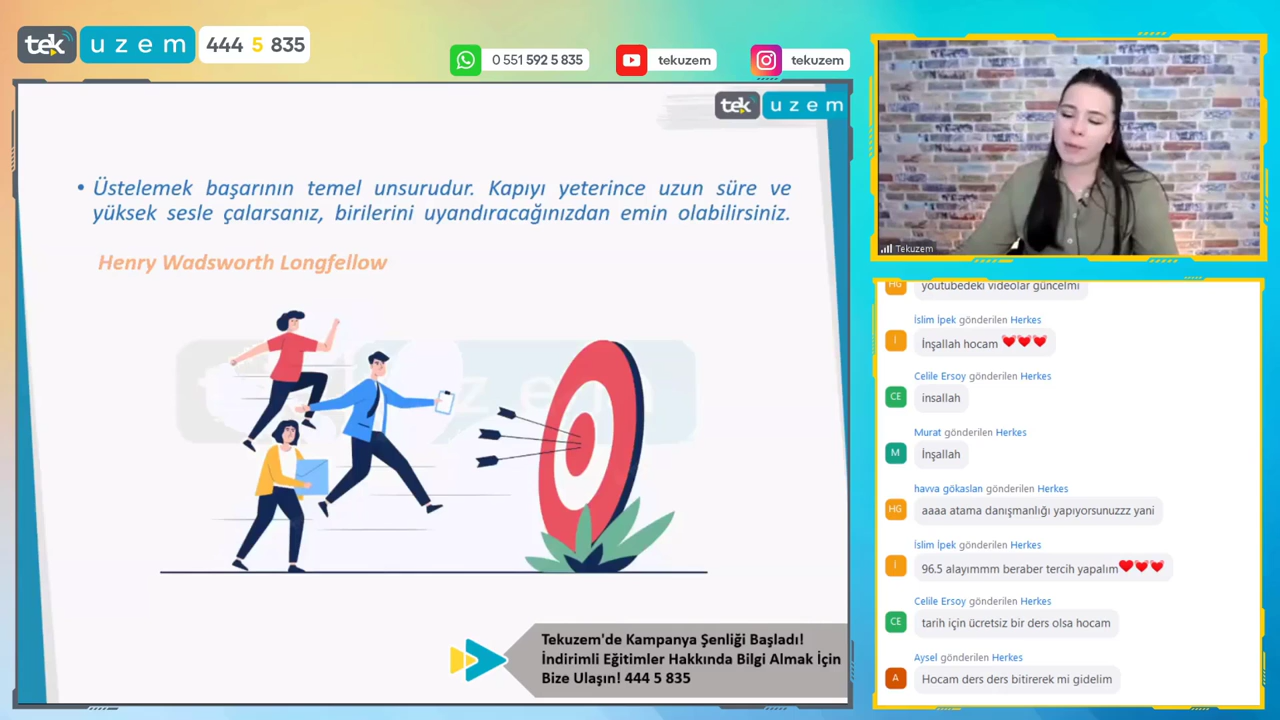 tek uzem 444 5 835
0 551 592 5 835
tekuzem
tekuzem
tek uzem
• Üstelemek başarının temel unsurudur. Kapıyı yeterince uzun süre ve
yüksek sesle çalarsanız, birilerini uyandıracağınızdan emin olabilirsiniz.
Henry Wadsworth Longfellow
Tekuzem'de Kampanya Şenliği Başladı!
İndirimli Eğitimler Hakkında Bilgi Almak İçin
Bize Ulaşın! 444 5 835
Tekuzem
HG youtubedeki videolar güncelmi
İslim İpek gönderilen Herkes
I İnşallah hocam
Celile Ersoy gönderilen Herkes
CE insallah
Murat gönderilen Herkes
M İnşallah
havva gökaslan gönderilen Herkes
HG aaaa atama danışmanlığı yapıyorsunuzzz yani
İslim İpek gönderilen Herkes
I 96.5 alayımmm beraber tercih yapalım
Celile Ersoy gönderilen Herkes
CE tarih için ücretsiz bir ders olsa hocam
Aysel gönderilen Herkes
A Hocam ders ders bitirerek mi gidelim